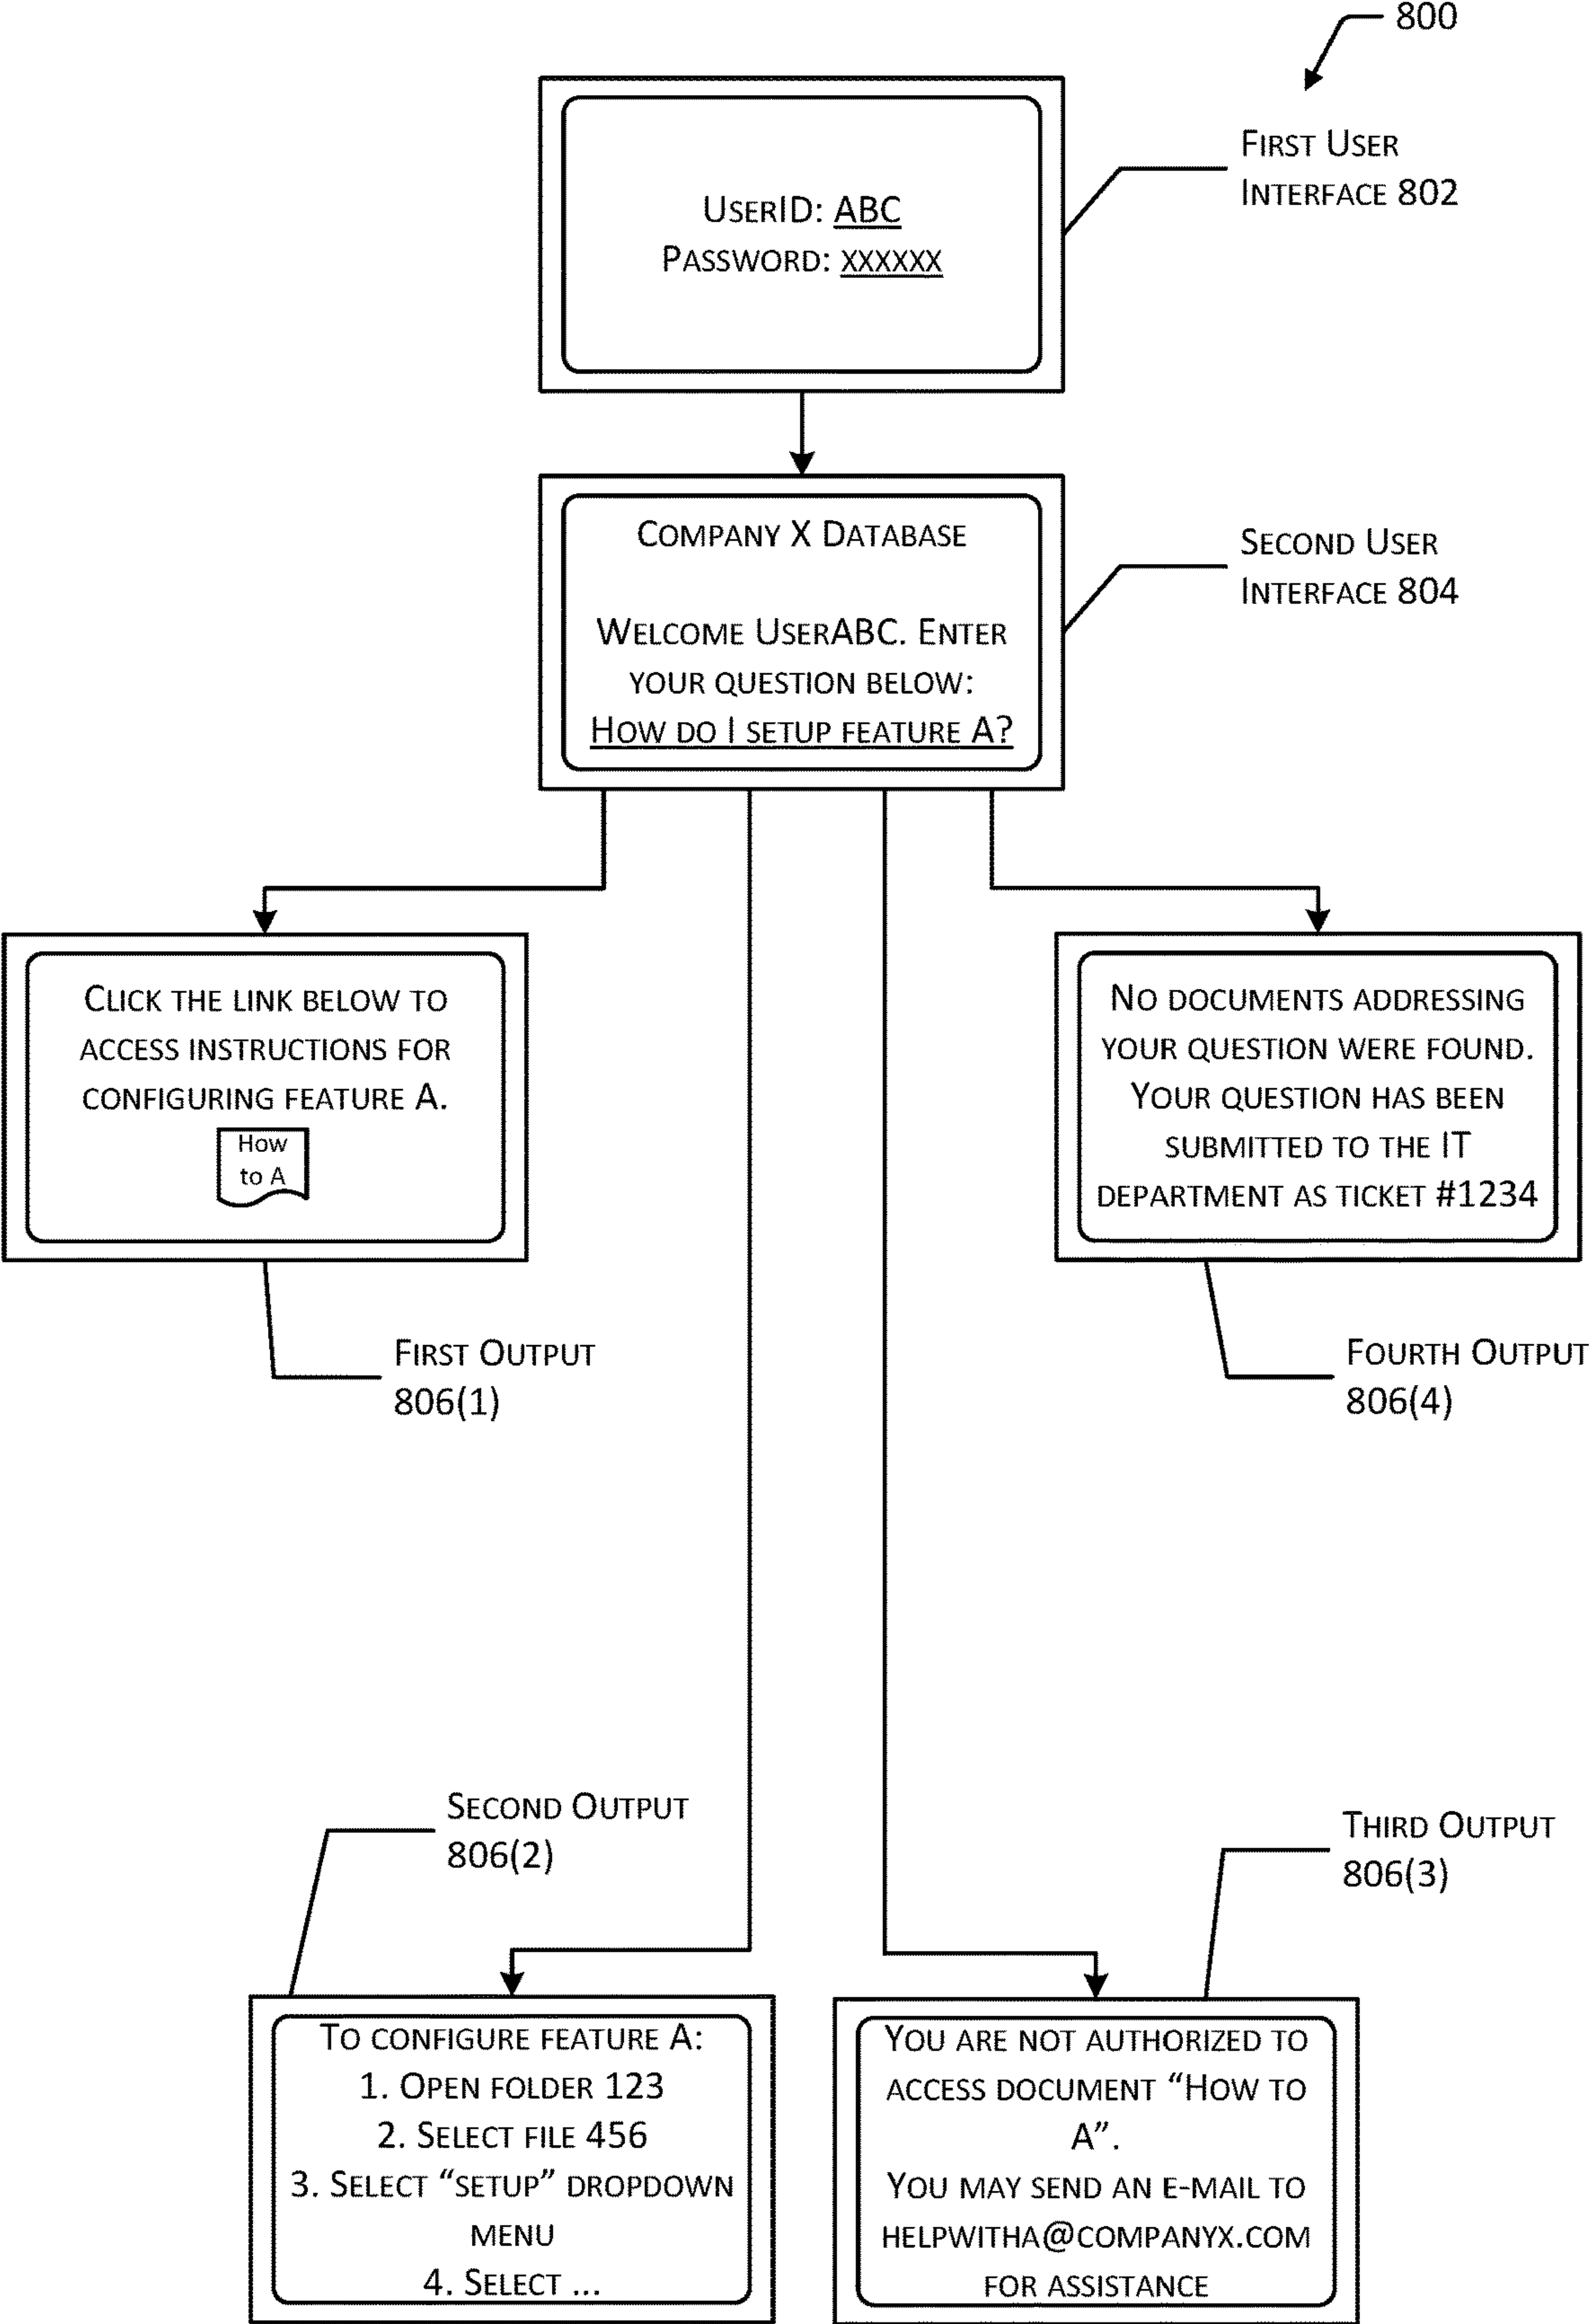 800
First User
Interface 802
UserID: ABC
Password: xxxxxx
Company X Database
Second User
Interface 804
Welcome UserABC. Enter
your question below:
How do I setup feature A?
Click the link below to
access instructions for
configuring feature A.
How
to A
No documents addressing
your question were found.
Your question has been
submitted to the IT
department as ticket #1234
First Output
806(1)
Fourth Output
806(4)
Second Output
806(2)
Third Output
806(3)
To configure feature A:
1. Open folder 123
2. Select file 456
3. Select “setup” dropdown
menu
4. Select ...
You are not authorized to
access document “How to
A”.
You may send an e-mail to
helpwitha@companyx.com
for assistance